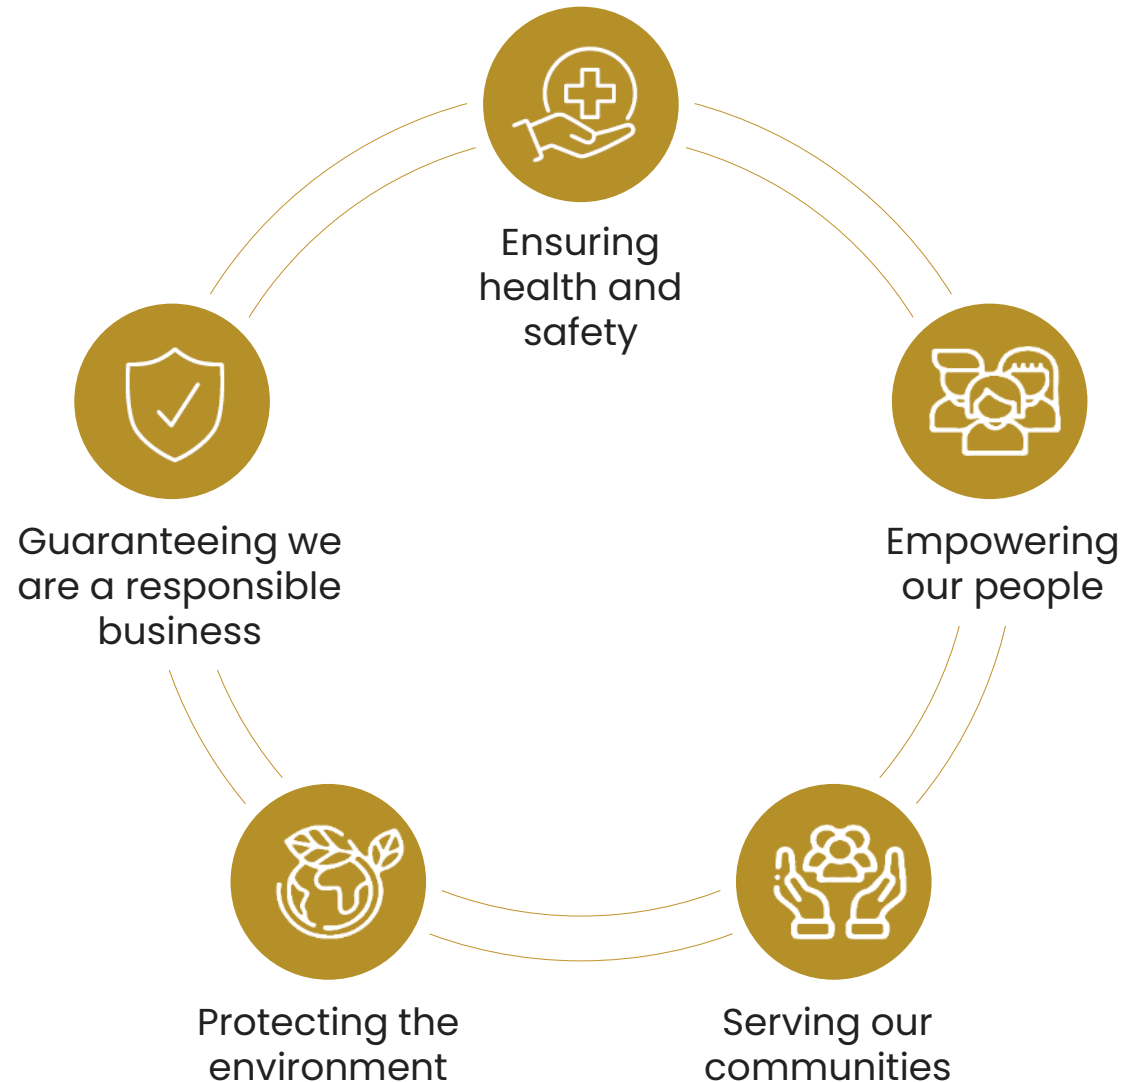 Ensuring
health and
safety
Guaranteeing we
are a responsible
business
Empowering
our people
Protecting the
environment
Serving our
communities